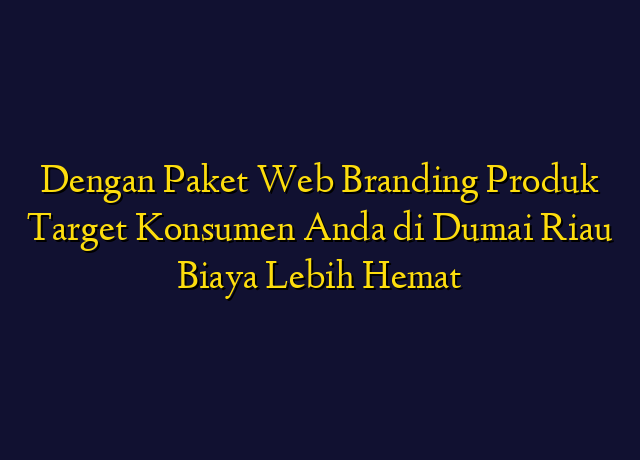 Dengan Paket Web Branding Produk
Target Konsumen Anda di Dumai Riau
Biaya Lebih Hemat